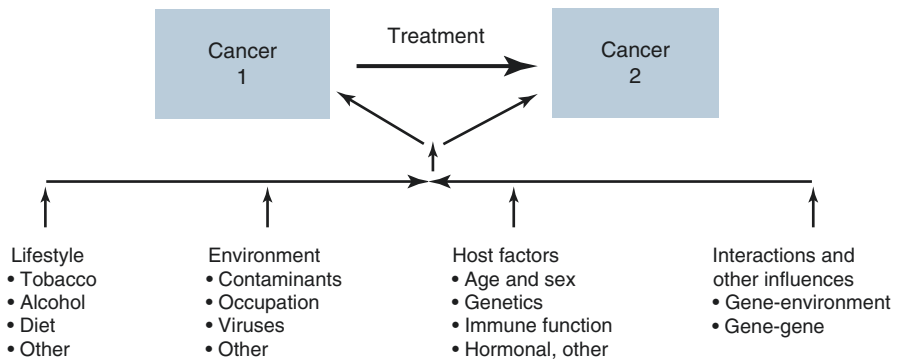 Cancer
1
Treatment
Cancer
2
Lifestyle
• Tobacco
• Alcohol
• Diet
• Other
Environment
• Contaminants
• Occupation
• Viruses
• Other
Host factors
• Age and sex
• Genetics
• Immune function
• Hormonal, other
Interactions and
other influences
• Gene-environment
• Gene-gene